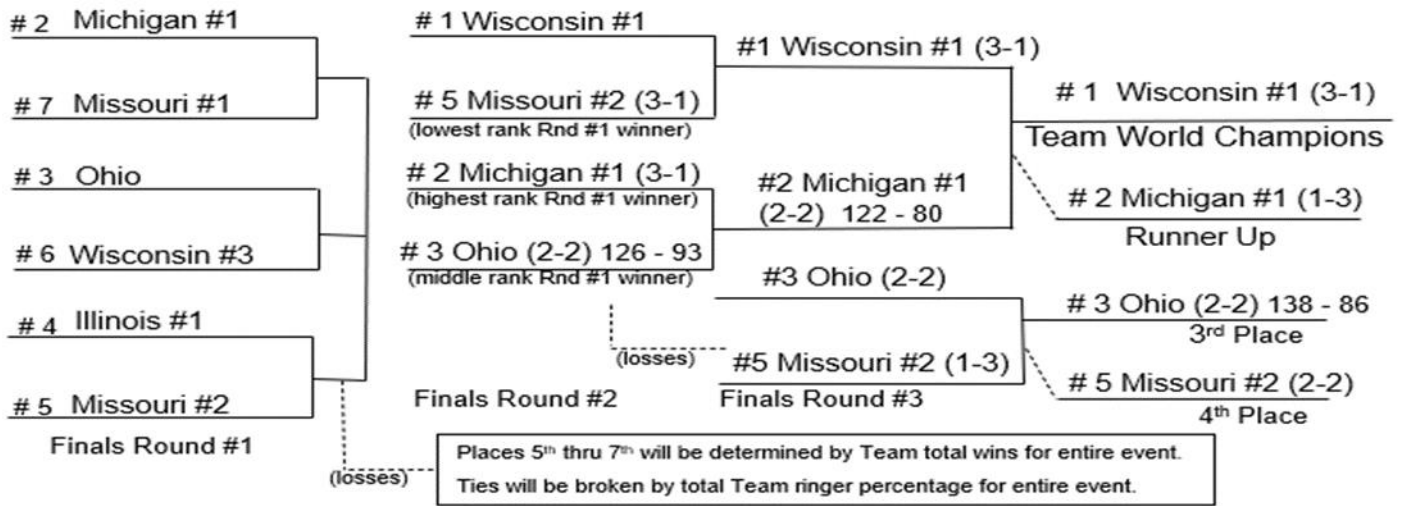 # 2 Michigan #1
# 7 Missouri #1
# 3 Ohio
# 6 Wisconsin #3
# 4 Illinois #1
# 5 Missouri #2
Finals Round #1
(losses)
# 1 Wisconsin #1
# 5 Missouri #2 (3-1)
(lowest rank Rnd #1 winner)
# 2 Michigan #1 (3-1)
(highest rank Rnd #1 winner)
# 3 Ohio (2-2) 126 - 93
(middle rank Rnd #1 winner)
(losses)
Finals Round #2
#1 Wisconsin #1 (3-1)
#2 Michigan #1
(2-2) 122 - 80
#3 Ohio (2-2)
#5 Missouri #2 (1-3)
Finals Round #3
# 1 Wisconsin #1 (3-1)
Team World Champions
# 2 Michigan #1 (1-3)
Runner Up
# 3 Ohio (2-2) 138 - 86
3rd Place
# 5 Missouri #2 (2-2)
4th Place
Places 5th thru 7th will be determined by Team total wins for entire event.
Ties will be broken by total Team ringer percentage for entire event.